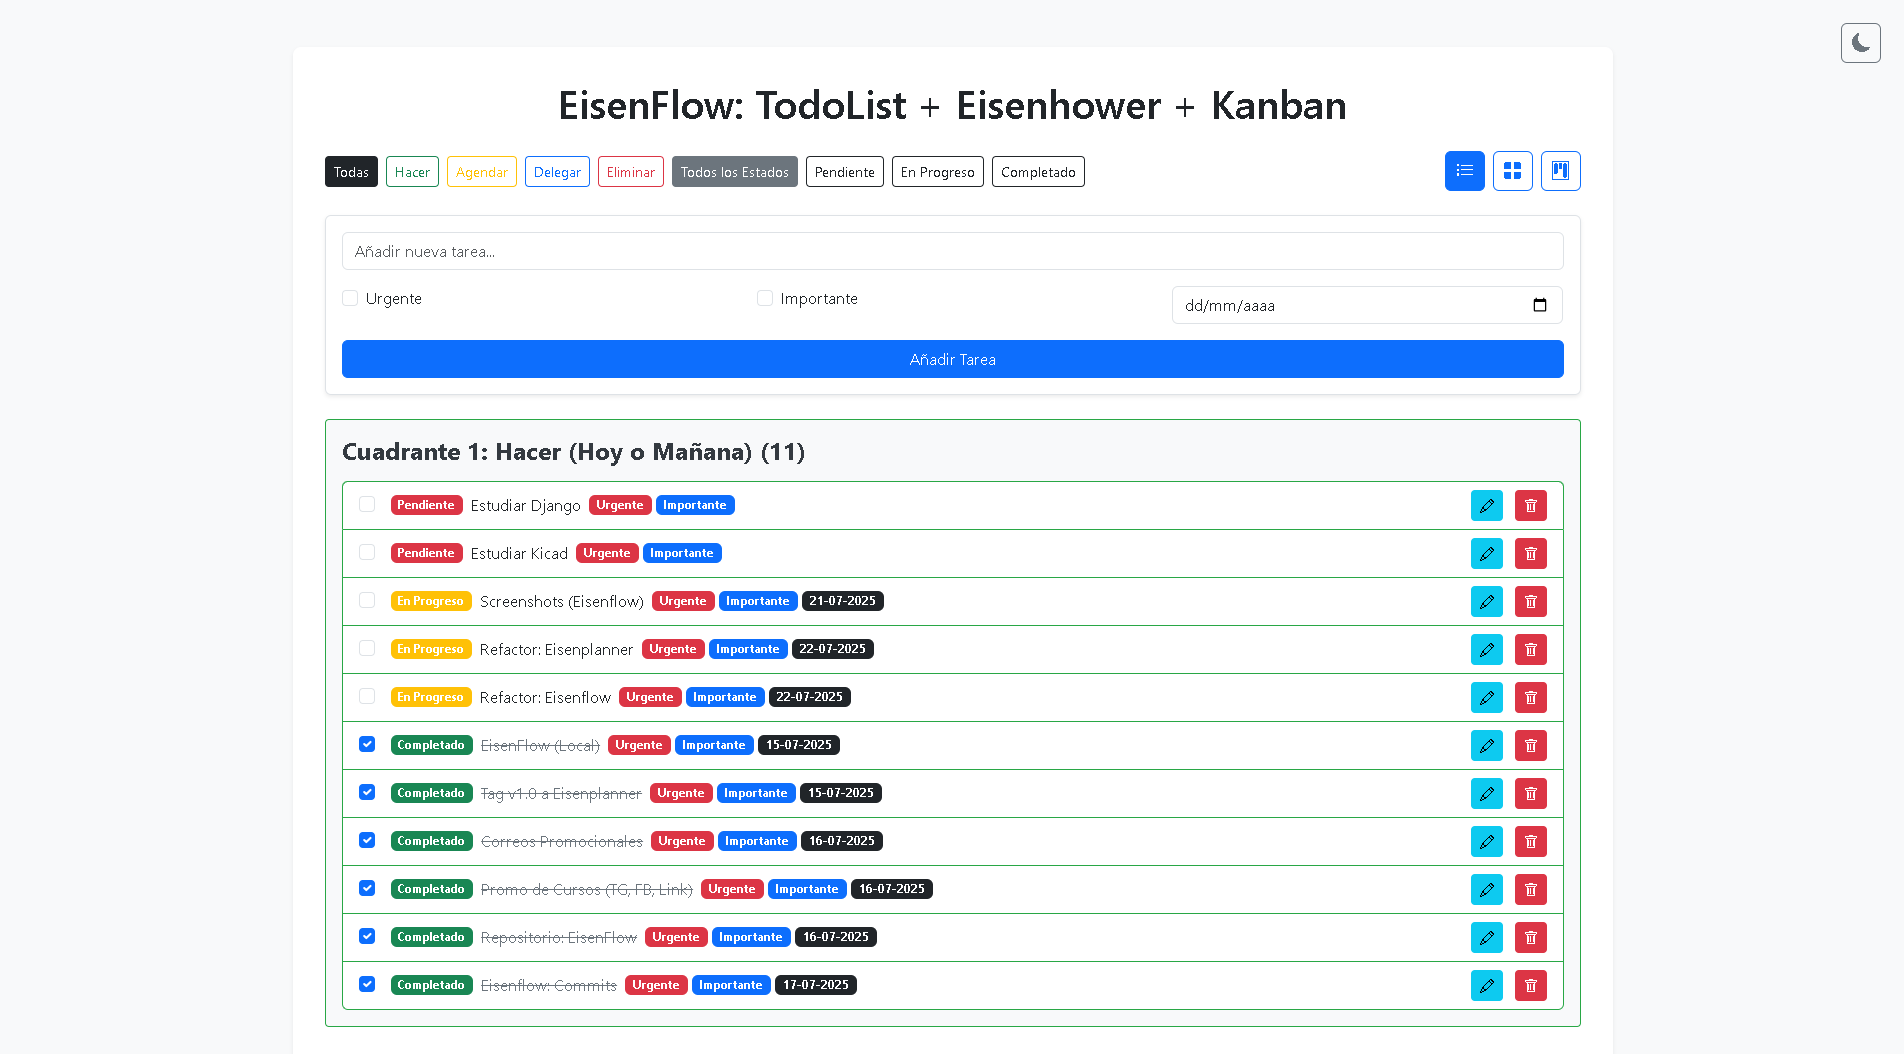 EisenFlow: TodoList + Eisenhower + Kanban
Todas Hacer Agendar Delegar Eliminar Todos los Estados Pendiente En Progreso Completado
Añadir nueva tarea...
Urgente Importante dd/mm/aaaa
Añadir Tarea
Cuadrante 1: Hacer (Hoy o Mañana) (11)
Pendiente Estudiar Django Urgente Importante
Pendiente Estudiar Kicad Urgente Importante
En Progreso Screenshots (Eisenflow) Urgente Importante 21-07-2025
En Progreso Refactor: Eisenplanner Urgente Importante 22-07-2025
En Progreso Refactor: Eisenflow Urgente Importante 22-07-2025
Completado EisenFlow (Local) Urgente Importante 15-07-2025
Completado Tag v1.0 a Eisenplanner Urgente Importante 15-07-2025
Completado Correos Promocionales Urgente Importante 16-07-2025
Completado Promo de Cursos (TG, FB, Link) Urgente Importante 16-07-2025
Completado Repositorio: EisenFlow Urgente Importante 16-07-2025
Completado Eisenflow: Commits Urgente Importante 17-07-2025